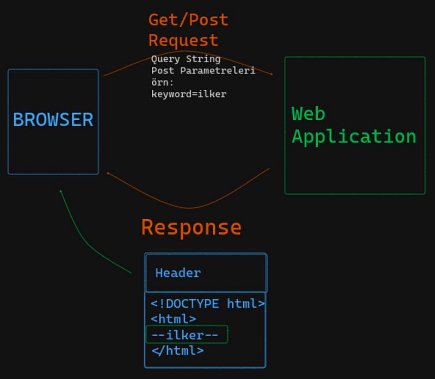 Get/Post
Request
Query String
Post Parametreleri
örn:
keyword=ilker
BROWSER
Web
Application
Response
Header
<!DOCTYPE html>
<html>
--ilker--
</html>